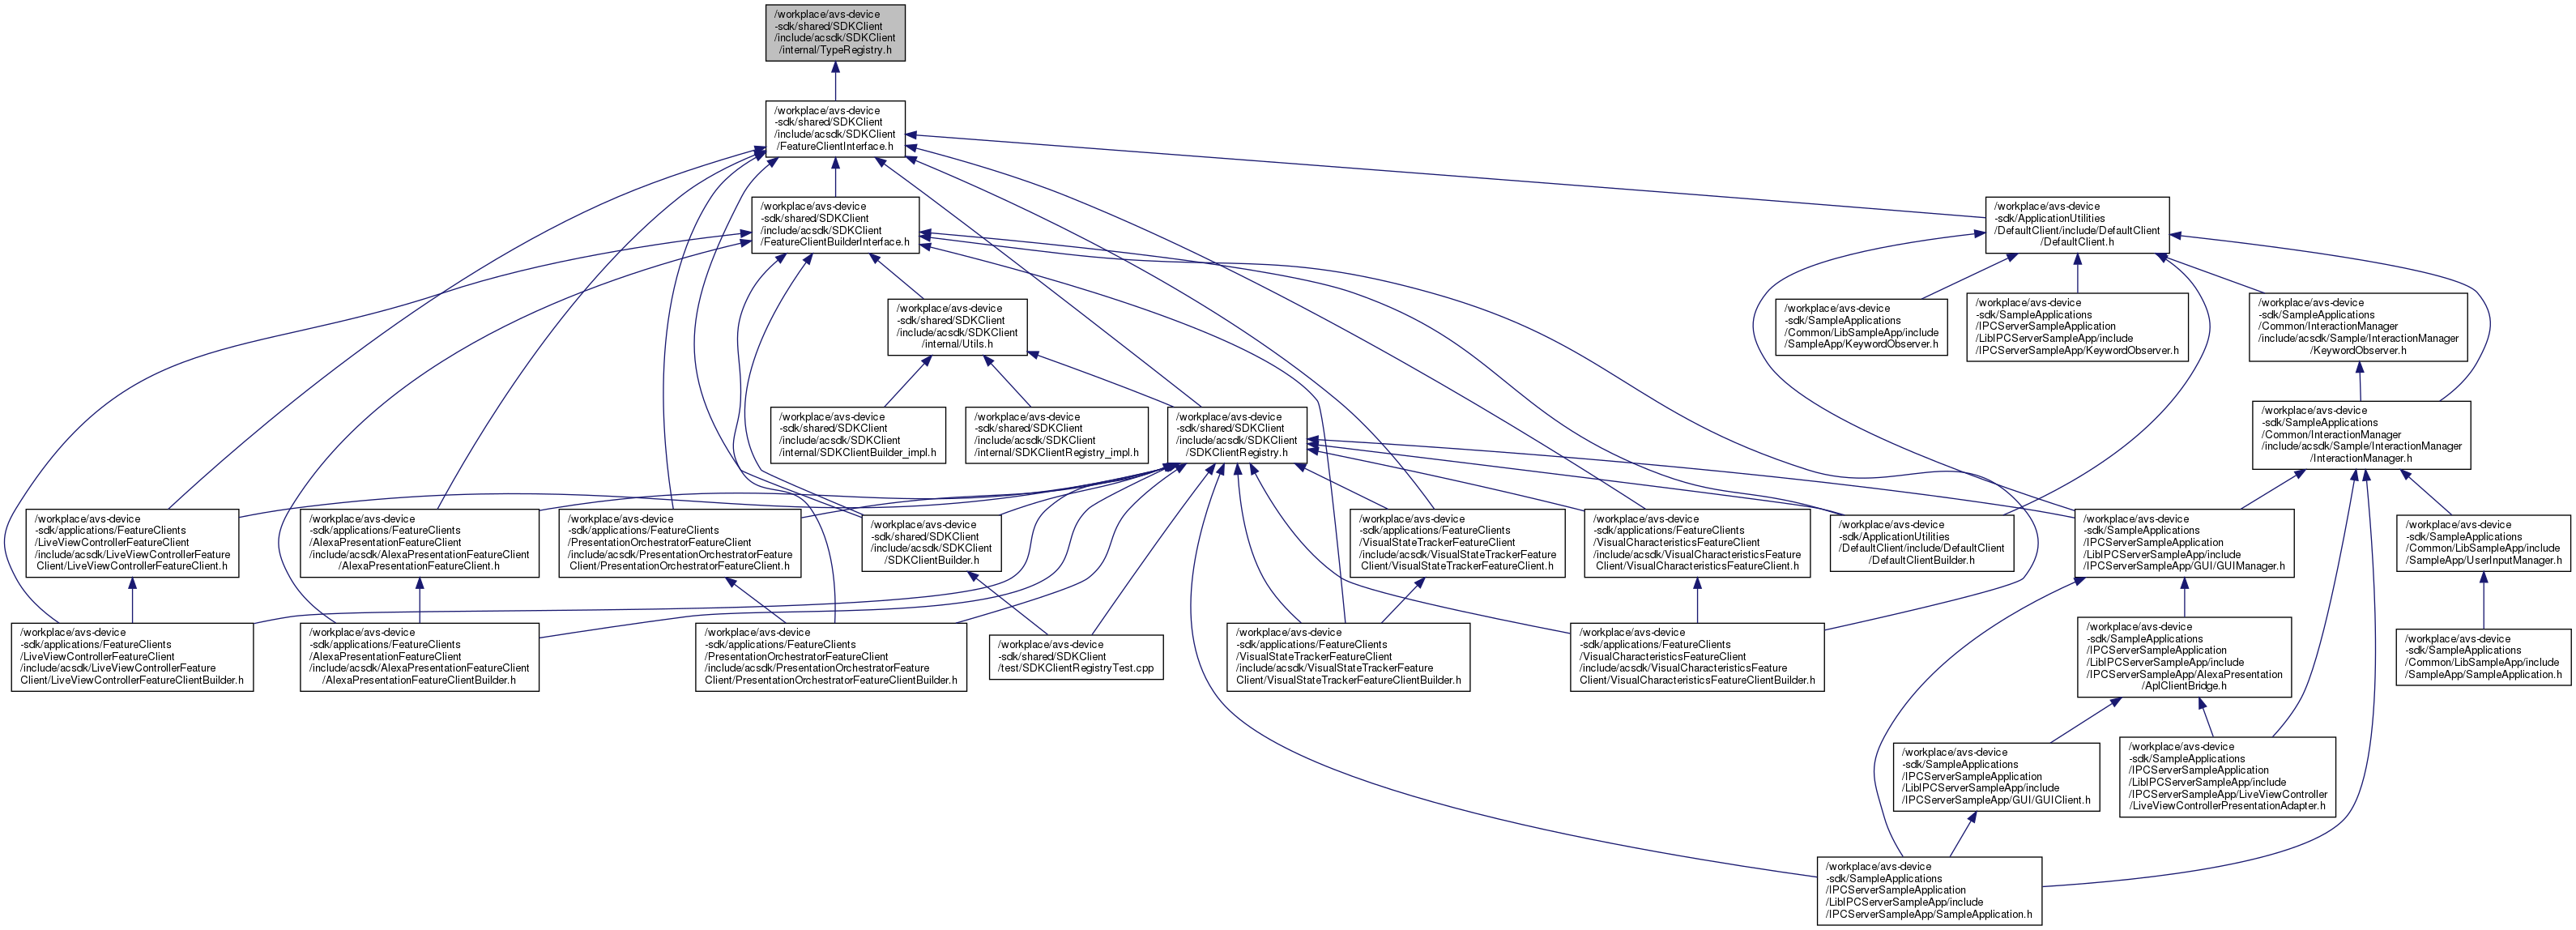 /workplace/avs-device
-sdk/shared/SDKClient
/include/acsdk/SDKClient
/internal/TypeRegistry.h
/workplace/avs-device
-sdk/shared/SDKClient
/include/acsdk/SDKClient
/FeatureClientInterface.h
/workplace/avs-device
-sdk/shared/SDKClient
/include/acsdk/SDKClient
/FeatureClientBuilderInterface.h
/workplace/avs-device
-sdk/ApplicationUtilities
/DefaultClient/include/DefaultClient
/DefaultClient.h
/workplace/avs-device
-sdk/shared/SDKClient
/include/acsdk/SDKClient
/internal/Utils.h
/workplace/avs-device
-sdk/SampleApplications
/Common/LibSampleApp/include
/SampleApp/KeywordObserver.h
/workplace/avs-device
-sdk/SampleApplications
/IPCServerSampleApplication
/LibIPCServerSampleApp/include
/IPCServerSampleApp/KeywordObserver.h
/workplace/avs-device
-sdk/SampleApplications
/Common/InteractionManager
/include/acsdk/Sample/InteractionManager
/KeywordObserver.h
/workplace/avs-device
-sdk/shared/SDKClient
/include/acsdk/SDKClient
/internal/SDKClientBuilder_impl.h
/workplace/avs-device
-sdk/shared/SDKClient
/include/acsdk/SDKClient
/internal/SDKClientRegistry_impl.h
/workplace/avs-device
-sdk/shared/SDKClient
/include/acsdk/SDKClient
/SDKClientRegistry.h
/workplace/avs-device
-sdk/SampleApplications
/Common/InteractionManager
/include/acsdk/Sample/InteractionManager
/InteractionManager.h
/workplace/avs-device
-sdk/applications/FeatureClients
/LiveViewControllerFeatureClient
/include/acsdk/LiveViewControllerFeature
Client/LiveViewControllerFeatureClient.h
/workplace/avs-device
-sdk/applications/FeatureClients
/AlexaPresentationFeatureClient
/include/acsdk/AlexaPresentationFeatureClient
/AlexaPresentationFeatureClient.h
/workplace/avs-device
-sdk/applications/FeatureClients
/PresentationOrchestratorFeatureClient
/include/acsdk/PresentationOrchestratorFeature
Client/PresentationOrchestratorFeatureClient.h
/workplace/avs-device
-sdk/shared/SDKClient
/include/acsdk/SDKClient
/SDKClientBuilder.h
/workplace/avs-device
-sdk/applications/FeatureClients
/VisualStateTrackerFeatureClient
/include/acsdk/VisualStateTrackerFeature
Client/VisualStateTrackerFeatureClient.h
/workplace/avs-device
-sdk/applications/FeatureClients
/VisualCharacteristicsFeatureClient
/include/acsdk/VisualCharacteristicsFeature
Client/VisualCharacteristicsFeatureClient.h
/workplace/avs-device
-sdk/ApplicationUtilities
/DefaultClient/include/DefaultClient
/DefaultClientBuilder.h
/workplace/avs-device
-sdk/SampleApplications
/IPCServerSampleApplication
/LibIPCServerSampleApp/include
/IPCServerSampleApp/GUI/GUIManager.h
/workplace/avs-device
-sdk/SampleApplications
/Common/LibSampleApp/include
/SampleApp/UserInputManager.h
/workplace/avs-device
-sdk/applications/FeatureClients
/LiveViewControllerFeatureClient
/include/acsdk/LiveViewControllerFeature
Client/LiveViewControllerFeatureClientBuilder.h
/workplace/avs-device
-sdk/applications/FeatureClients
/AlexaPresentationFeatureClient
/include/acsdk/AlexaPresentationFeatureClient
/AlexaPresentationFeatureClientBuilder.h
/workplace/avs-device
-sdk/applications/FeatureClients
/PresentationOrchestratorFeatureClient
/include/acsdk/PresentationOrchestratorFeature
Client/PresentationOrchestratorFeatureClientBuilder.h
/workplace/avs-device
-sdk/shared/SDKClient
/test/SDKClientRegistryTest.cpp
/workplace/avs-device
-sdk/applications/FeatureClients
/VisualStateTrackerFeatureClient
/include/acsdk/VisualStateTrackerFeature
Client/VisualStateTrackerFeatureClientBuilder.h
/workplace/avs-device
-sdk/applications/FeatureClients
/VisualCharacteristicsFeatureClient
/include/acsdk/VisualCharacteristicsFeature
Client/VisualCharacteristicsFeatureClientBuilder.h
/workplace/avs-device
-sdk/SampleApplications
/IPCServerSampleApplication
/LibIPCServerSampleApp/include
/IPCServerSampleApp/AlexaPresentation
/AplClientBridge.h
/workplace/avs-device
-sdk/SampleApplications
/Common/LibSampleApp/include
/SampleApp/SampleApplication.h
/workplace/avs-device
-sdk/SampleApplications
/IPCServerSampleApplication
/LibIPCServerSampleApp/include
/IPCServerSampleApp/GUI/GUIClient.h
/workplace/avs-device
-sdk/SampleApplications
/IPCServerSampleApplication
/LibIPCServerSampleApp/include
/IPCServerSampleApp/LiveViewController
/LiveViewControllerPresentationAdapter.h
/workplace/avs-device
-sdk/SampleApplications
/IPCServerSampleApplication
/LibIPCServerSampleApp/include
/IPCServerSampleApp/SampleApplication.h